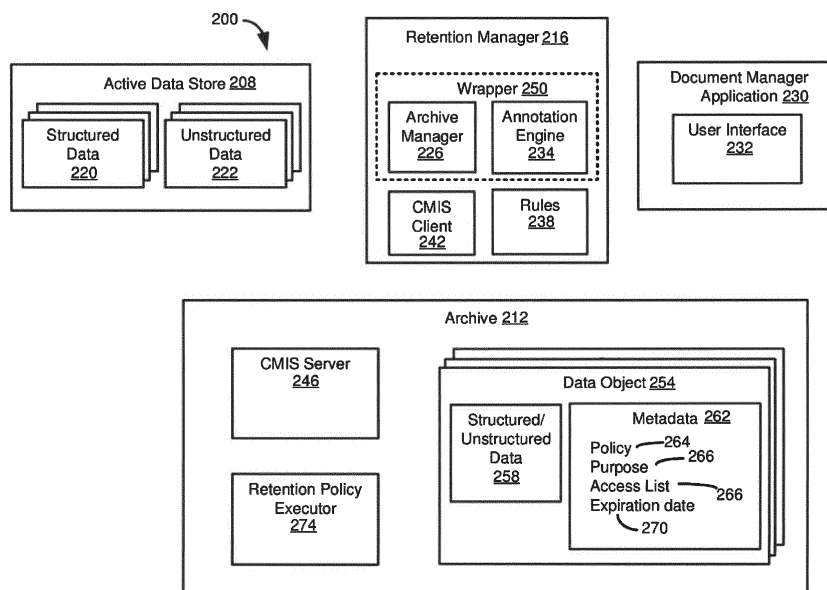 200
Active Data Store 208
Structured
Data
220
Unstructured
Data
222
Retention Manager 216
Wrapper 250
Archive
Manager
226
Annotation
Engine
234
CMIS
Client
242
Rules
238
Document Manager
Application 230
User Interface
232
Archive 212
CMIS Server
246
Retention Policy
Executor
274
Data Object 254
Structured/
Unstructured
Data
258
Metadata 262
Policy 264
Purpose 266
Access List 266
Expiration date
270